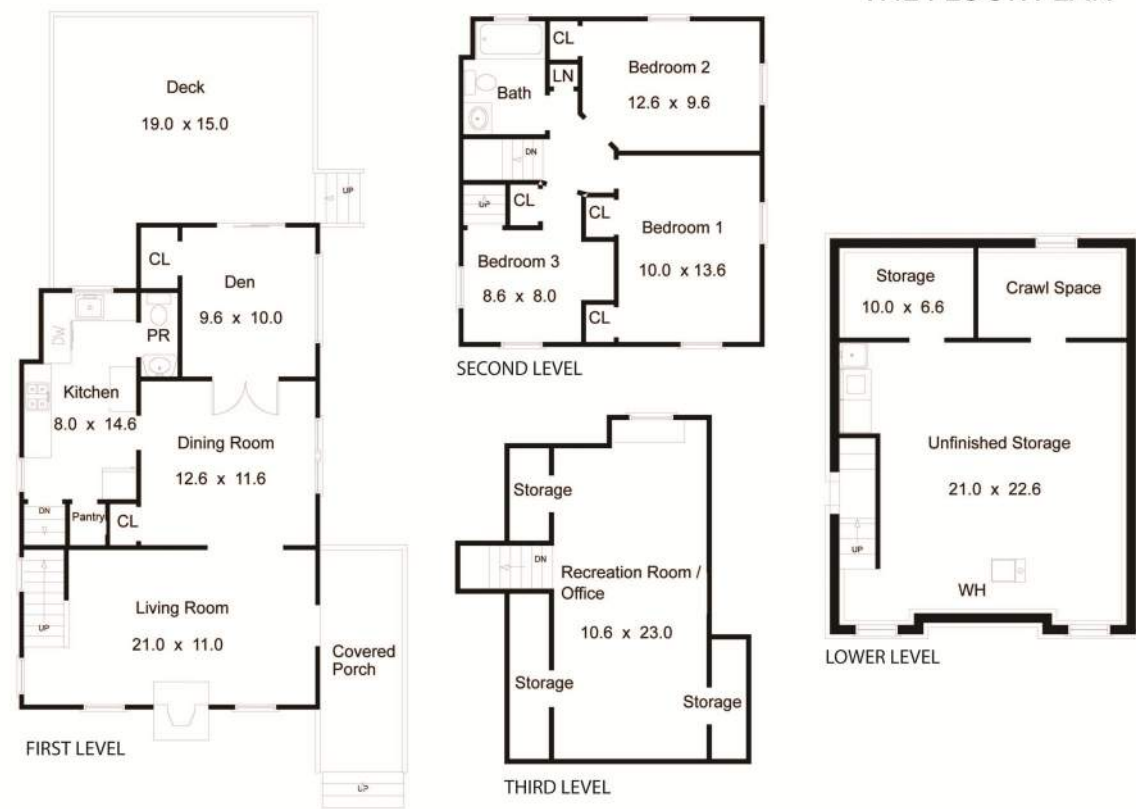 Deck
19.0 x 15.0
UP
CL
Den
9.6 x 10.0
PR
DW
Kitchen
8.0 x 14.6
Dining Room
12.6 x 11.6
DN
Pantry
CL
UP
Living Room
21.0 x 11.0
Covered
Porch
UP
FIRST LEVEL
CL
LN
Bath
Bedroom 2
12.6 x 9.6
DN
UP
CL
CL
Bedroom 1
10.0 x 13.6
Bedroom 3
8.6 x 8.0
CL
SECOND LEVEL
Storage
DN
Recreation Room /
Office
10.6 x 23.0
Storage
Storage
THIRD LEVEL
Storage
10.0 x 6.6
Crawl Space
Unfinished Storage
21.0 x 22.6
UP
WH
LOWER LEVEL